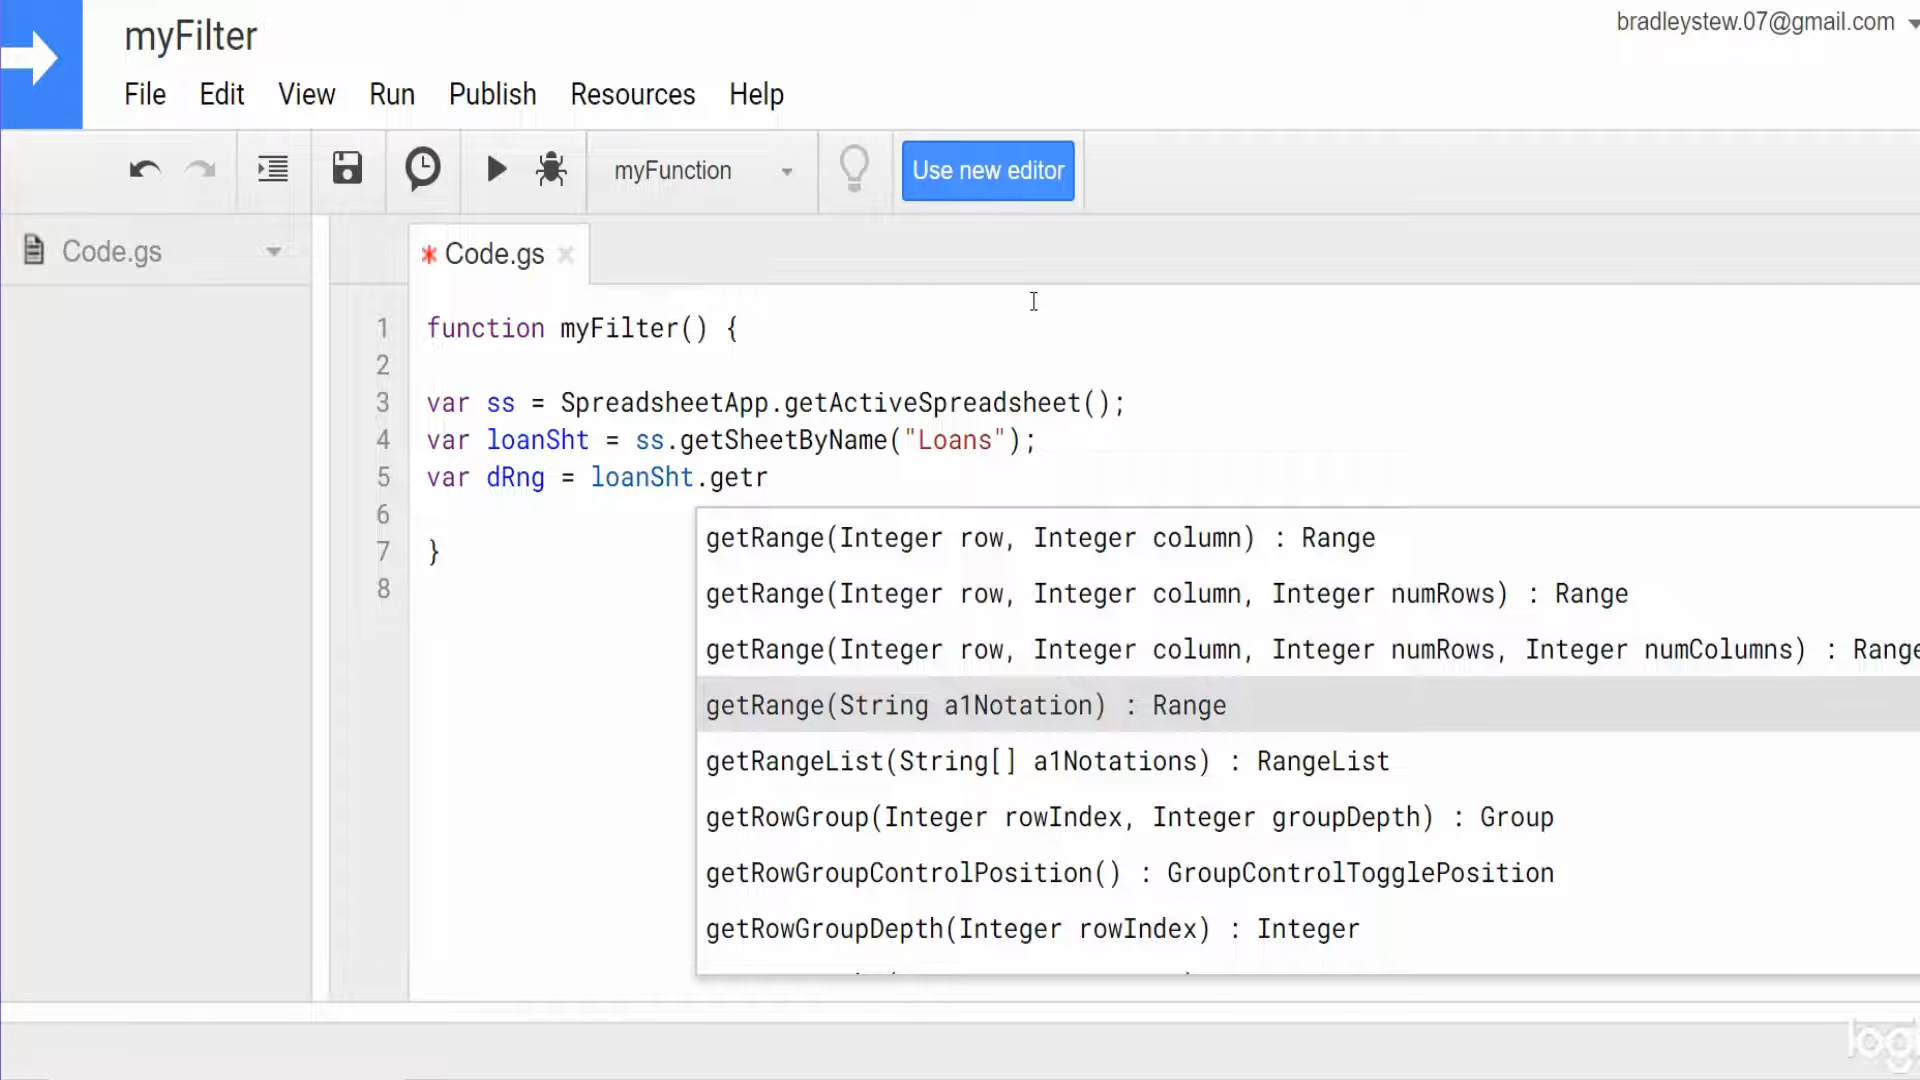 myFilter
bradleystew.07@gmail.com
File Edit View Run Publish Resources Help
myFunction
Use new editor
Code.gs
* Code.gs ×
1 function myFilter() {
2
3 var ss = SpreadsheetApp.getActiveSpreadsheet();
4 var loanSht = ss.getSheetByName("Loans");
5 var dRng = loanSht.getr
6
7 }
8
getRange(Integer row, Integer column) : Range
getRange(Integer row, Integer column, Integer numRows) : Range
getRange(Integer row, Integer column, Integer numRows, Integer numColumns) : Range
getRange(String a1Notation) : Range
getRangeList(String[] a1Notations) : RangeList
getRowGroup(Integer rowIndex, Integer groupDepth) : Group
getRowGroupControlPosition() : GroupControlTogglePosition
getRowGroupDepth(Integer rowIndex) : Integer